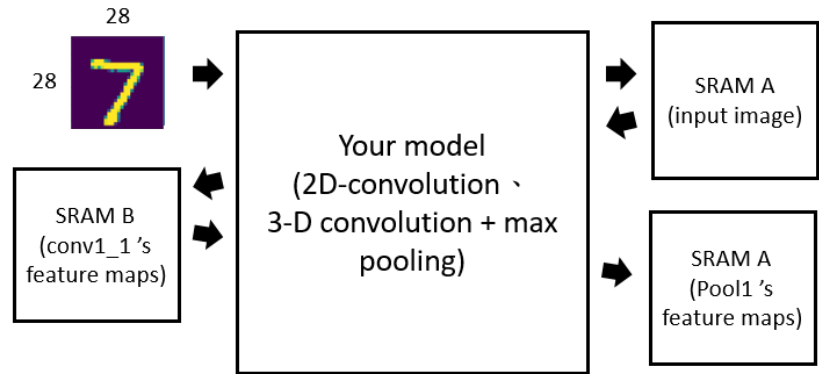 28
28
SRAM A
(input image)
Your model
(2D-convolution、
3-D convolution + max
pooling)
SRAM B
(conv1_1 ’s
feature maps)
SRAM A
(Pool1 ’s
feature maps)